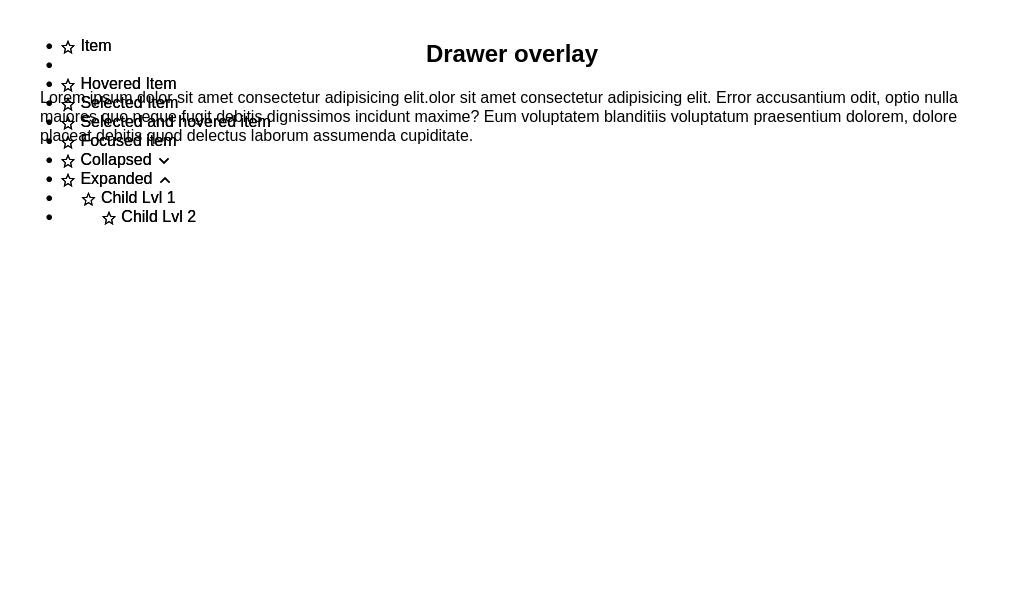 Item
Drawer overlay
Hovered Item
Lorem ipsum dolor sit amet consectetur adipisicing elit.olor sit amet consectetur adipisicing elit. Error accusantium odit, optio nulla
Selected Item
maiores quo neque fugit debitis dignissimos incidunt maxime? Eum voluptatem blanditiis voluptatum praesentium dolorem, dolore
Selected and hovered item
placeat debitis quod delectus laborum assumenda cupiditate.
Focused item
Collapsed
Expanded
Child Lvl 1
Child Lvl 2